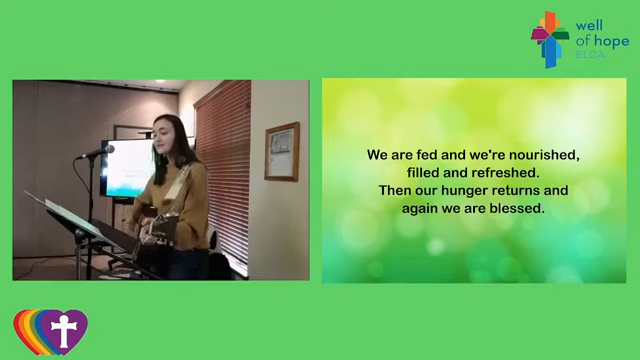 well
of hope
ELCA
We are fed and we're nourished,
filled and refreshed.
Then our hunger returns and
again we are blessed.